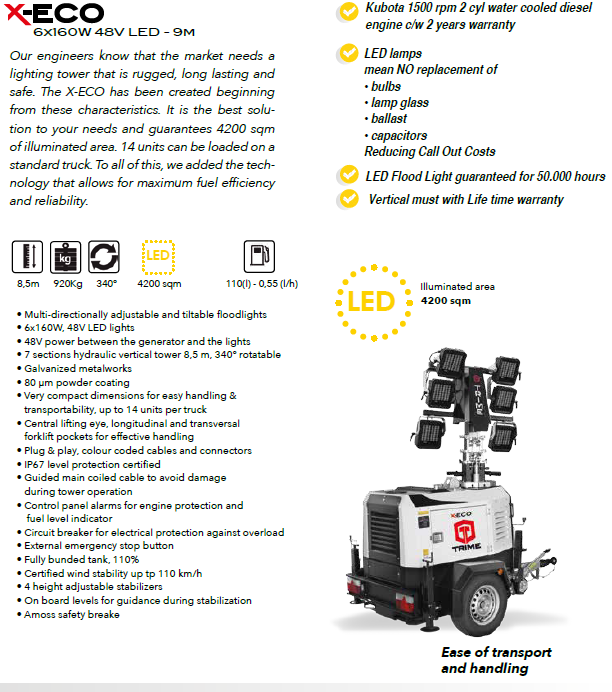 X-ECO
6x160W 48V LED - 9M
Our engineers know that the market needs a
lighting tower that is rugged, long lasting and
safe. The X-ECO has been created beginning
from these characteristics. It is the best solu-
tion to your needs and guarantees 4200 sqm
of illuminated area. 14 units can be loaded on a
standard truck. To all of this, we added the tech-
nology that allows for maximum fuel efficiency
and reliability.
Kubota 1500 rpm 2 cyl water cooled diesel
engine c/w 2 years warranty
LED lamps
mean NO replacement of
• bulbs
• lamp glass
• ballast
• capacitors
Reducing Call Out Costs
LED Flood Light guaranteed for 50.000 hours
Vertical must with Life time warranty
kg
LED
8,5m 920Kg 340° 4200 sqm 110(l) - 0,55 (l/h)
• Multi-directionally adjustable and tiltable floodlights
• 6x160W, 48V LED lights
• 48V power between the generator and the lights
• 7 sections hydraulic vertical tower 8,5 m, 340° rotatable
• Galvanized metalworks
• 80 µm powder coating
• Very compact dimensions for easy handling &
transportability, up to 14 units per truck
• Central lifting eye, longitudinal and transversal
forklift pockets for effective handling
• Plug & play, colour coded cables and connectors
• IP67 level protection certified
• Guided main coiled cable to avoid damage
during tower operation
• Control panel alarms for engine protection and
fuel level indicator
• Circuit breaker for electrical protection against overload
• External emergency stop button
• Fully bunded tank, 110%
• Certified wind stability up tp 110 km/h
• 4 height adjustable stabilizers
• On board levels for guidance during stabilization
• Amoss safety breake
LED
Illuminated area
4200 sqm
TRIME
X-ECO
TRIME
Ease of transport
and handling